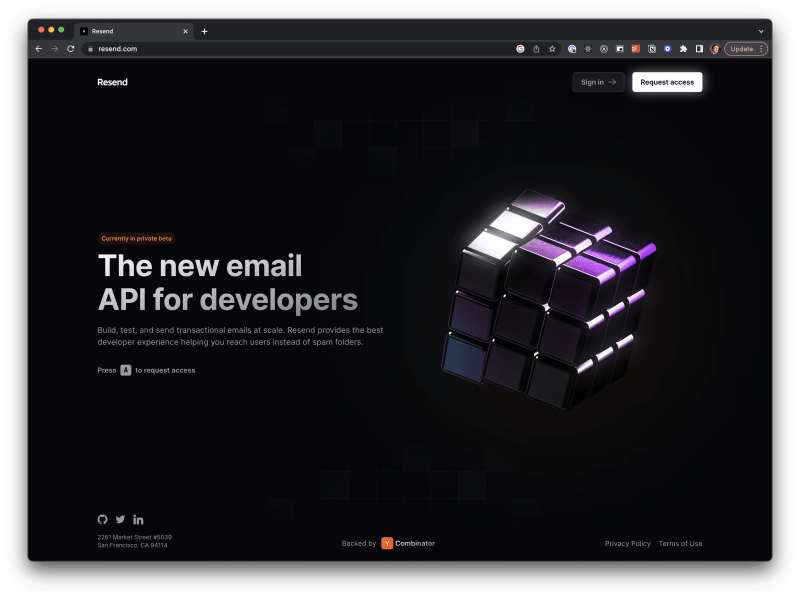 Resend
resend.com
Update
Resend
Sign in →
Request access
Currently in private beta
The new email
API for developers
Build, test, and send transactional emails at scale. Resend provides the best
developer experience helping you reach users instead of spam folders.
Press A to request access
2261 Market Street #5039
San Francisco, CA 94114
Backed by Y Combinator
Privacy Policy
Terms of Use